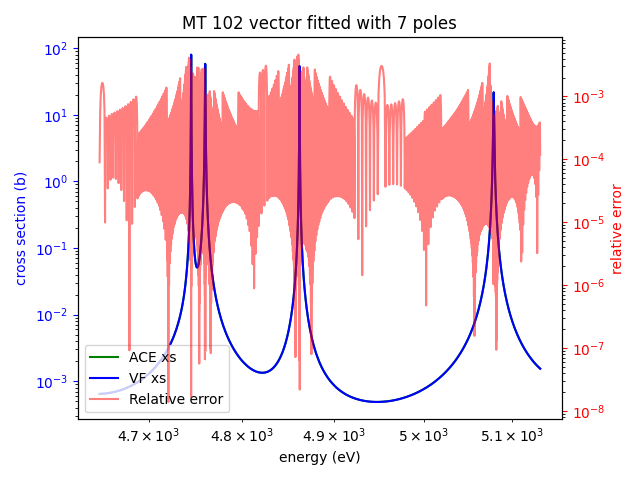 MT 102 vector fitted with 7 poles
10²
10¹
10⁰
10⁻¹
10⁻²
10⁻³
cross section (b)
10⁻³
10⁻⁴
10⁻⁵
10⁻⁶
10⁻⁷
10⁻⁸
relative error
ACE xs
VF xs
Relative error
4.7 × 10³ 4.8 × 10³ 4.9 × 10³ 5 × 10³ 5.1 × 10³
energy (eV)